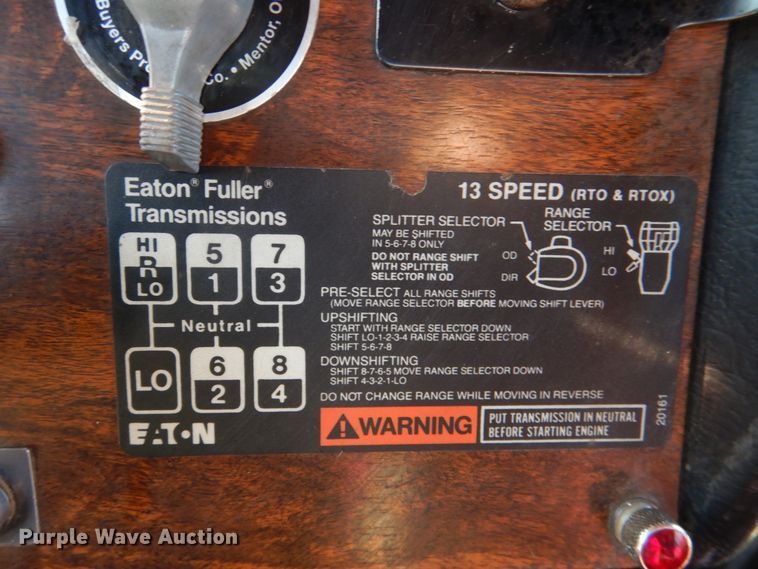 Buyers Pr Co. • Mentor, O
Eaton® Fuller®
Transmissions
13 SPEED (RTO & RTOX)
HI
R
LO
5
1
7
3
Neutral
LO
6
2
8
4
EATON
SPLITTER SELECTOR
MAY BE SHIFTED
IN 5-6-7-8 ONLY
DO NOT RANGE SHIFT
WITH SPLITTER
SELECTOR IN OD
OD
DIR
RANGE
SELECTOR
HI
LO
PRE-SELECT ALL RANGE SHIFTS
(MOVE RANGE SELECTOR BEFORE MOVING SHIFT LEVER)
UPSHIFTING
START WITH RANGE SELECTOR DOWN
SHIFT LO-1-2-3-4 RAISE RANGE SELECTOR
SHIFT 5-6-7-8
DOWNSHIFTING
SHIFT 8-7-6-5 MOVE RANGE SELECTOR DOWN
SHIFT 4-3-2-1-LO
DO NOT CHANGE RANGE WHILE MOVING IN REVERSE
WARNING
PUT TRANSMISSION IN NEUTRAL
BEFORE STARTING ENGINE
20161
Purple Wave Auction